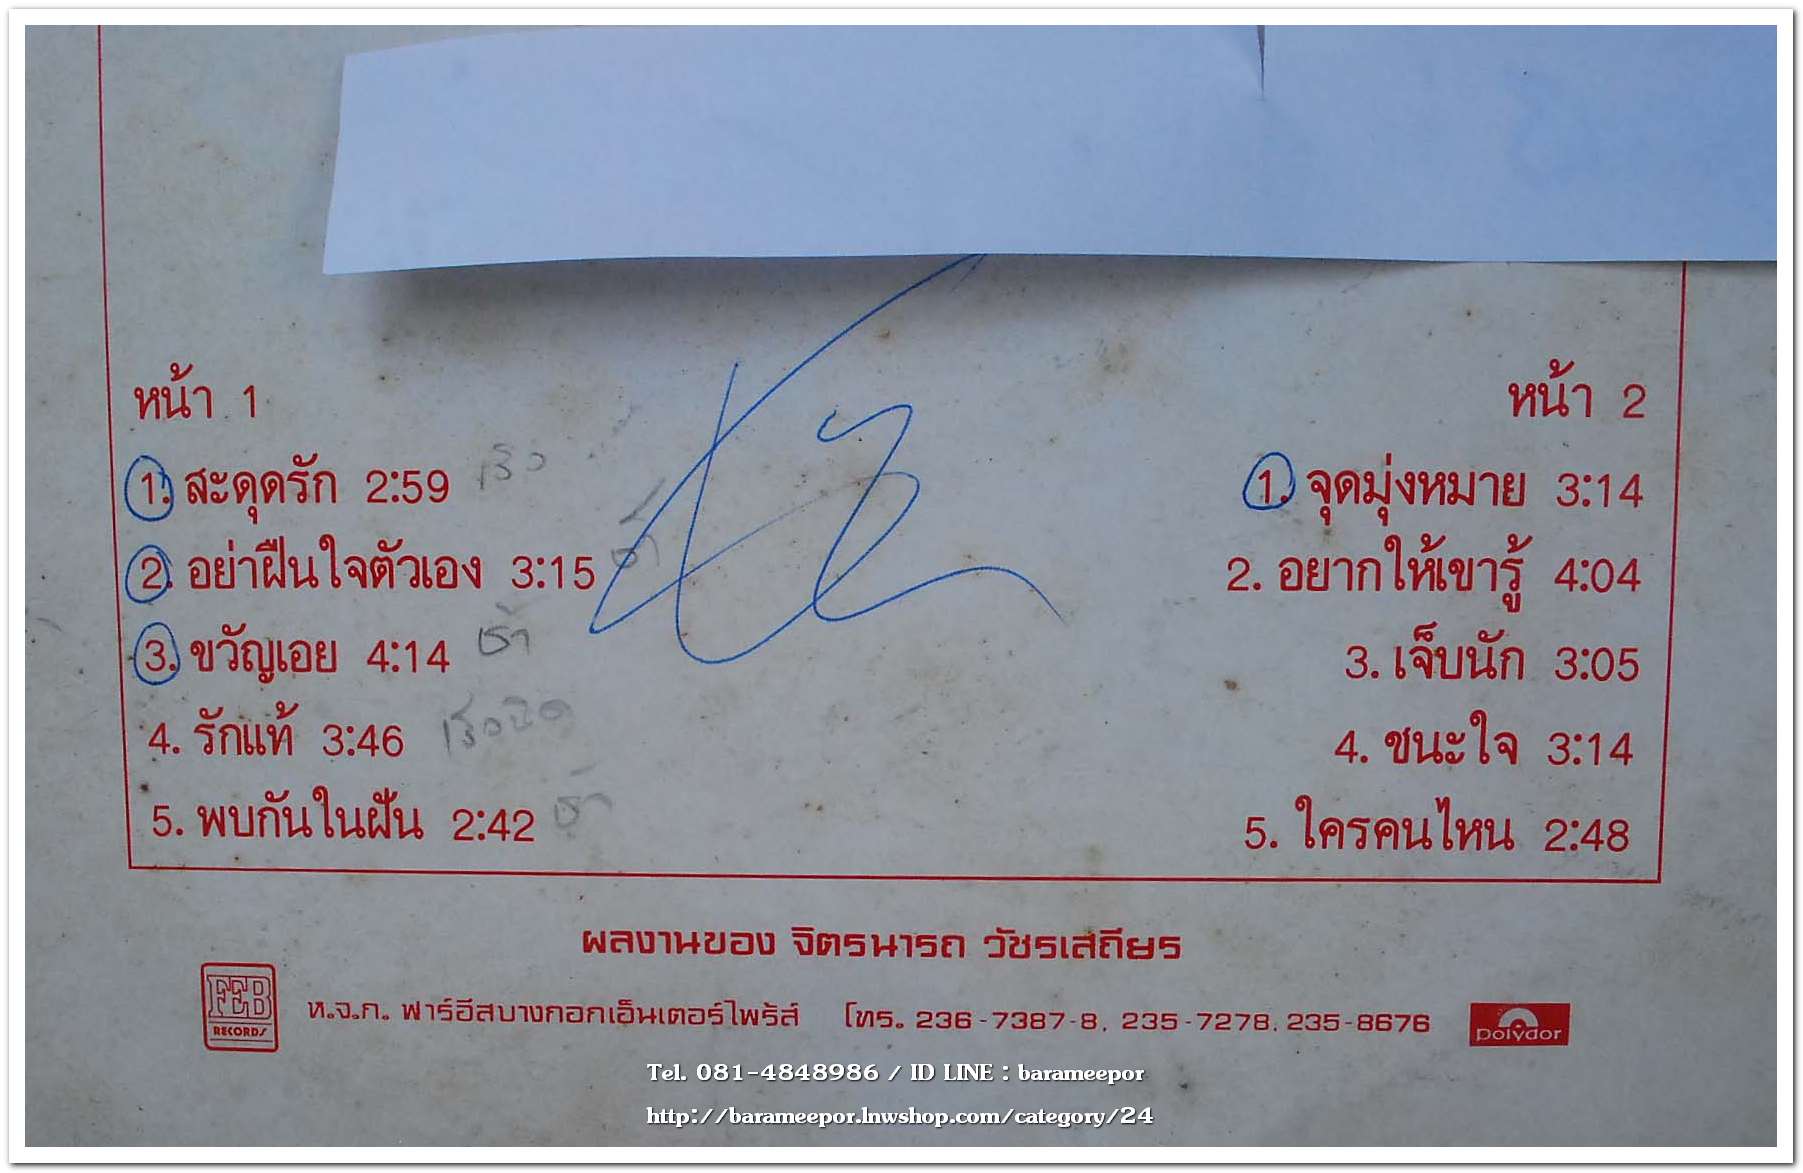 หน้า 1
1. สะดุดรัก 2:59 เร็ว
2. อย่าฝืนใจตัวเอง 3:15 ช้า
3. ขวัญเอย 4:14 ช้า
4. รักแท้ 3:46
5. พบกันในฝัน 2:42 ช้า
หน้า 2
1. จุดมุ่งหมาย 3:14
2. อยากให้เขารู้ 4:04
3. เจ็บนัก 3:05
4. ชนะใจ 3:14
5. ใครคนไหน 2:48
ผลงานของ จิตรนารถ วัชรเสถียร
FEB
RECORDS
ห.จ.ก. ฟาร์อีสบางกอกเอ็นเตอร์ไพร้ส์ โทร. 236-7387-8, 235-7278, 235-8676
polydor
Tel. 081-4848986 / ID LINE : barameepor
http://barameepor.lnwshop.com/category/24